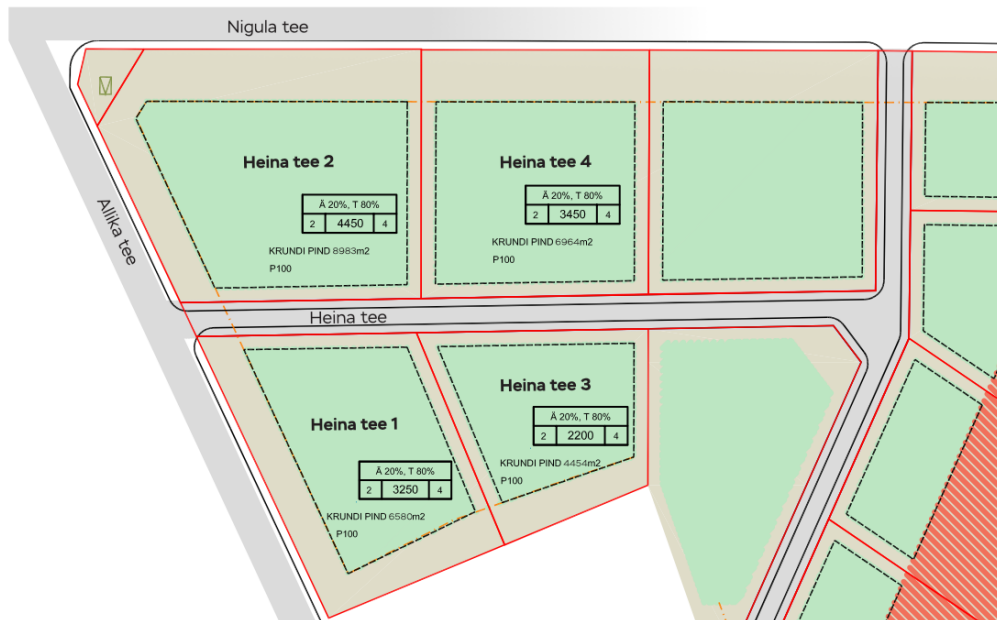 Nigula tee
Allika tee
Heina tee 2
Ä 20%, T 80%
2 4450 4
KRUNDI PIND 8983m2
P100
Heina tee 4
Ä 20%, T 80%
2 3450 4
KRUNDI PIND 6964m2
P100
Heina tee
Heina tee 1
Ä 20%, T 80%
2 3250 4
KRUNDI PIND 6580m2
P100
Heina tee 3
Ä 20%, T 80%
2 2200 4
KRUNDI PIND 4454m2
P100